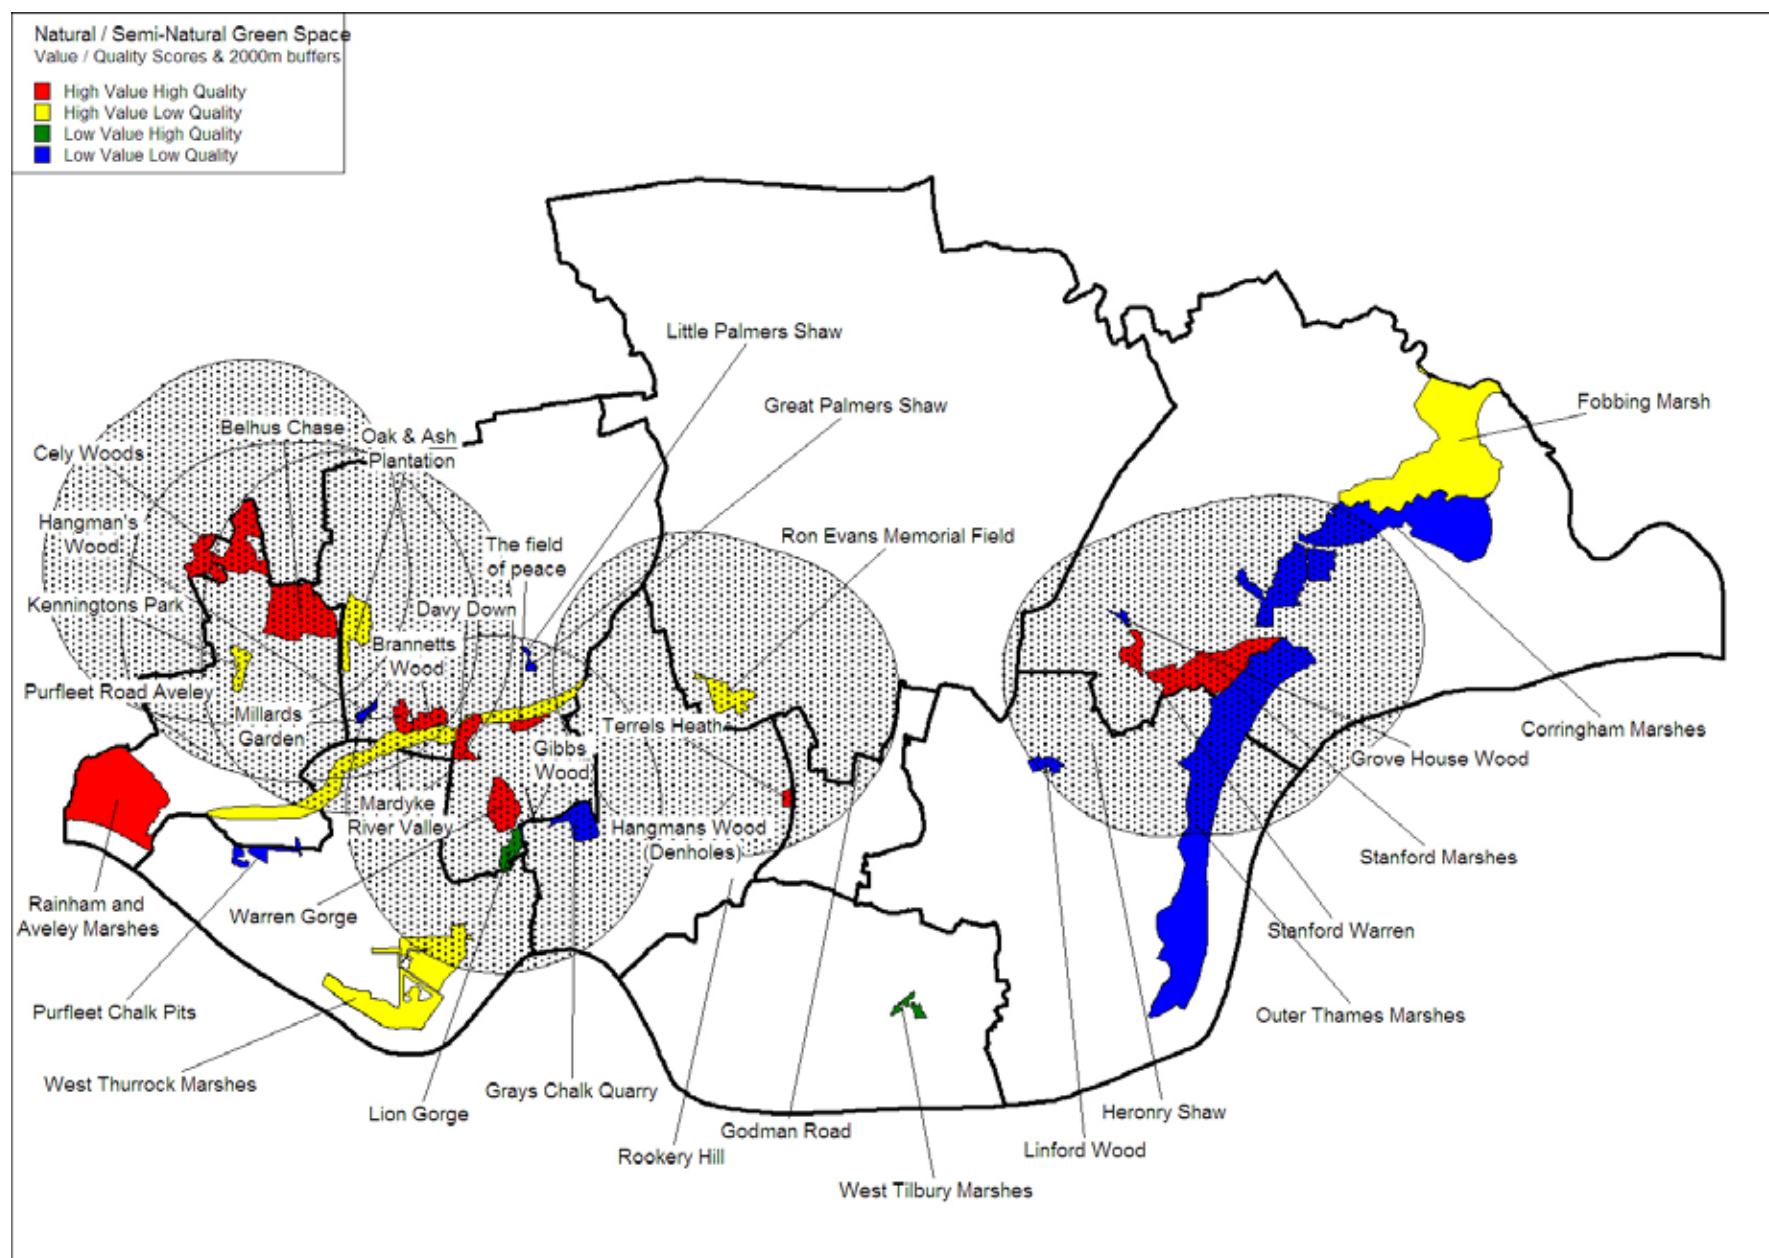 Natural / Semi-Natural Green Space
Value / Quality Scores & 2000m buffers
High Value High Quality
High Value Low Quality
Low Value High Quality
Low Value Low Quality
Little Palmers Shaw
Great Palmers Shaw
Fobbing Marsh
Belhus Chase
Oak & Ash
Plantation
Cely Woods
Hangman's
Wood
The field
of peace
Ron Evans Memorial Field
Kenningtons Park
Davy Down
Brannetts
Wood
Purfleet Road Aveley
Millards
Garden
Terrels Heath
Gibbs
Wood
Corringham Marshes
Grove House Wood
Mardyke
River Valley
Hangmans Wood
(Denholes)
Stanford Marshes
Rainham and
Aveley Marshes
Warren Gorge
Stanford Warren
Purfleet Chalk Pits
Outer Thames Marshes
West Thurrock Marshes
Grays Chalk Quarry
Lion Gorge
Heronry Shaw
Godman Road
Linford Wood
Rookery Hill
West Tilbury Marshes